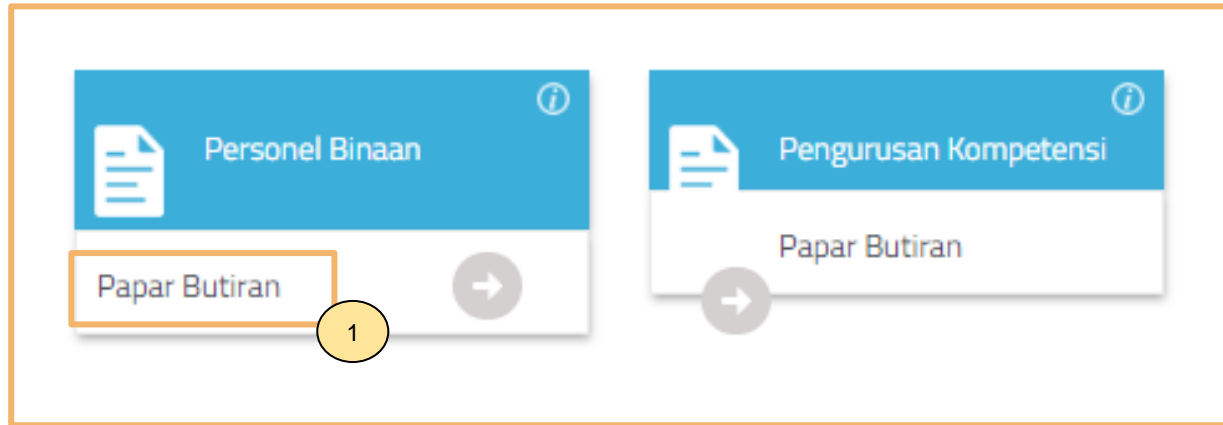 Personel Binaan
Papar Butiran
1
Pengurusan Kompetensi
Papar Butiran